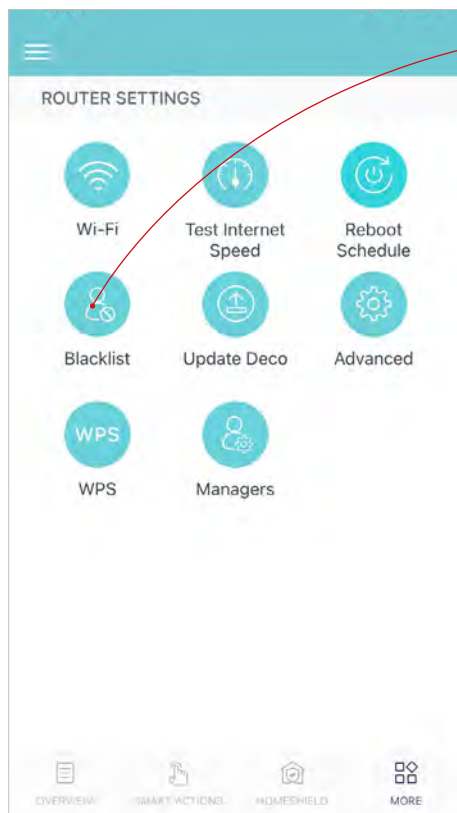 ROUTER SETTINGS
Wi-Fi
Test Internet
Speed
Reboot
Schedule
Blacklist
Update Deco
Advanced
WPS
WPS
Managers
OVERVIEW
SMART ACTIONS
HOMESHIELD
MORE